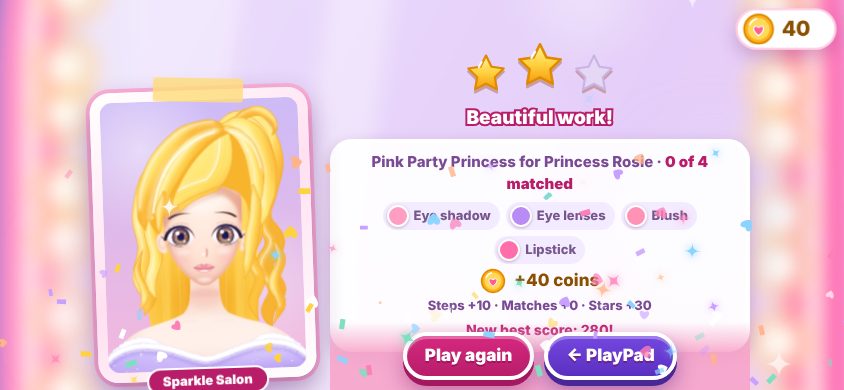 40
Beautiful work!
Pink Party Princess for Princess Rosie · 0 of 4
matched
Eye shadow
Eye lenses
Blush
Lipstick
+40 coins
Steps +10 · Matches +0 · Stars +30
New best score: 280!
Play again
← PlayPad
Sparkle Salon